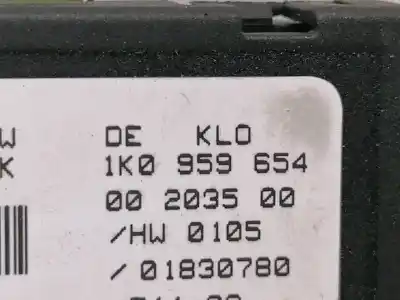 W DE KLO
K 1K0 959 654
00 2035 00
/HW 0105
/01830780